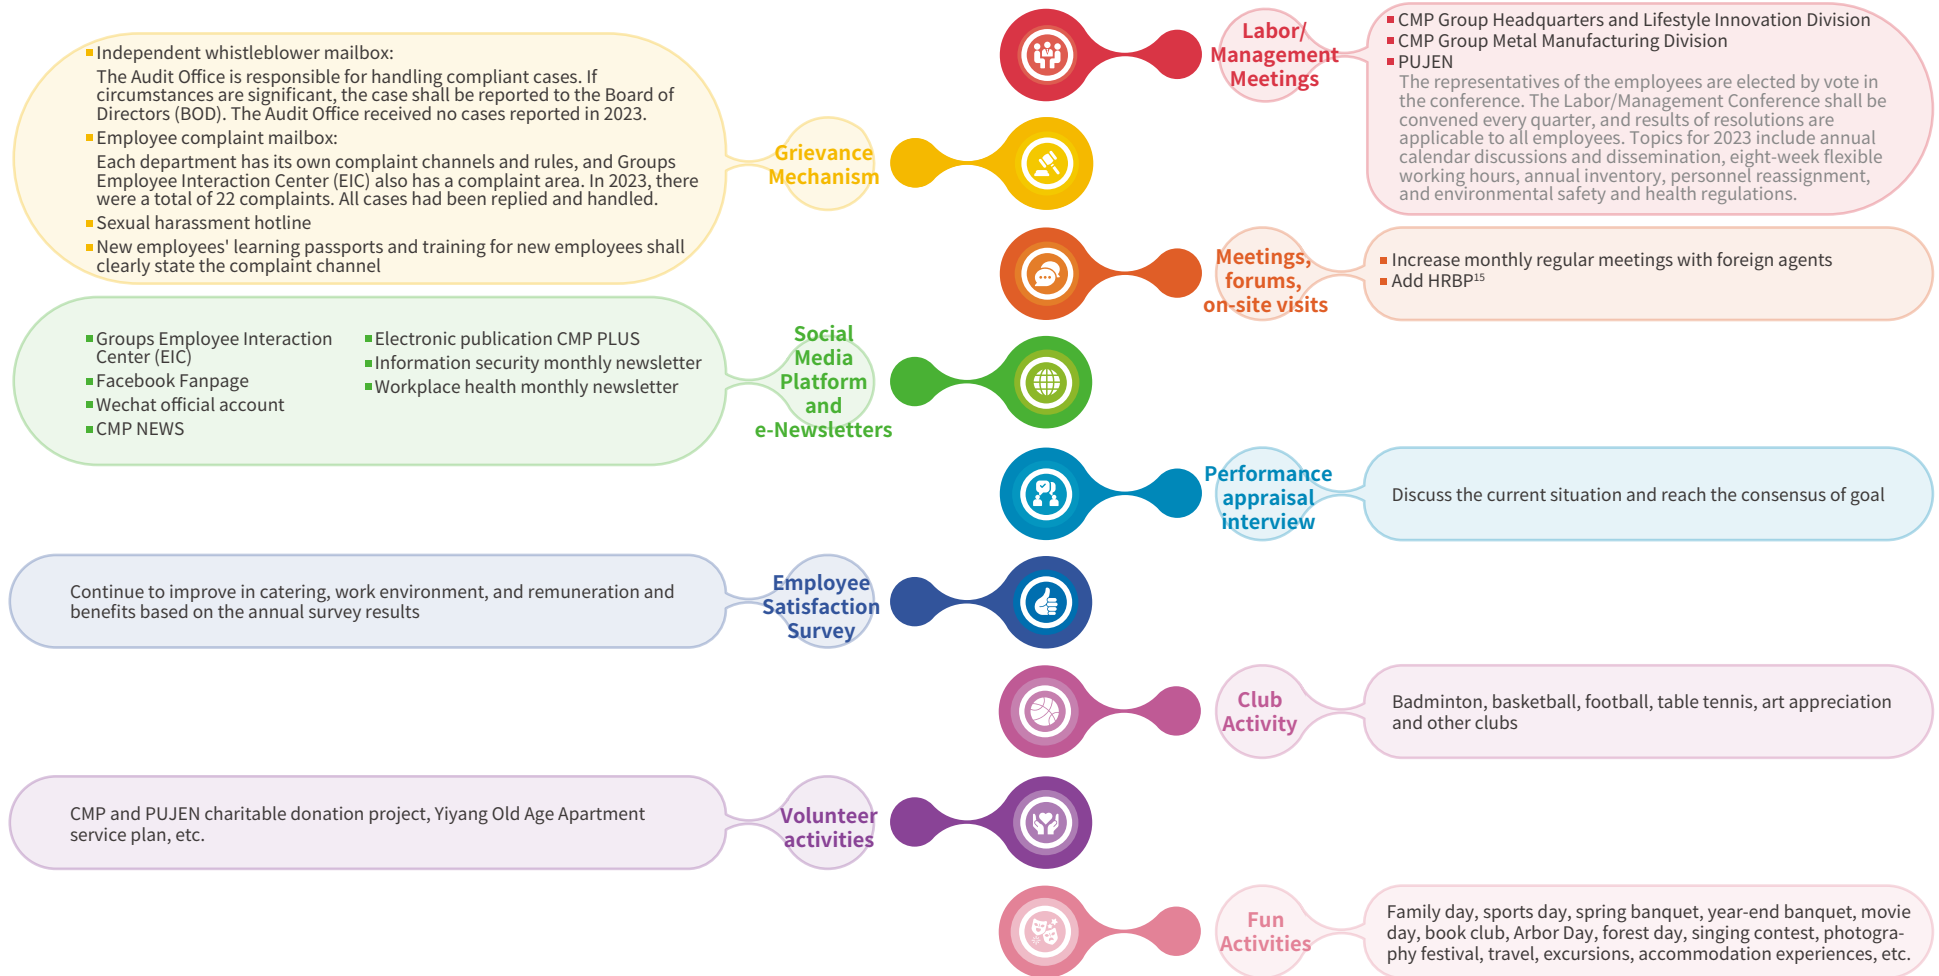 Labor/
Management
Meetings
■ CMP Group Headquarters and Lifestyle Innovation Division
■ CMP Group Metal Manufacturing Division
■ PUJEN
The representatives of the employees are elected by vote in
the conference. The Labor/Management Conference shall be
convened every quarter, and results of resolutions are
applicable to all employees. Topics for 2023 include annual
calendar discussions and dissemination, eight-week flexible
working hours, annual inventory, personnel reassignment,
and environmental safety and health regulations.
■ Independent whistleblower mailbox:
The Audit Office is responsible for handling compliant cases. If
circumstances are significant, the case shall be reported to the Board of
Directors (BOD). The Audit Office received no cases reported in 2023.
■ Employee complaint mailbox:
Each department has its own complaint channels and rules, and Groups
Employee Interaction Center (EIC) also has a complaint area. In 2023, there
were a total of 22 complaints. All cases had been replied and handled.
■ Sexual harassment hotline
■ New employees' learning passports and training for new employees shall
clearly state the complaint channel
Grievance
Mechanism
Meetings,
forums,
on-site visits
■ Increase monthly regular meetings with foreign agents
■ Add HRBP¹⁵
■ Groups Employee Interaction
Center (EIC)
■ Facebook Fanpage
■ Wechat official account
■ CMP NEWS
■ Electronic publication CMP PLUS
■ Information security monthly newsletter
■ Workplace health monthly newsletter
Social
Media
Platform
and
e-Newsletters
Performance
appraisal
interview
Discuss the current situation and reach the consensus of goal
Continue to improve in catering, work environment, and remuneration and
benefits based on the annual survey results
Employee
Satisfaction
Survey
Club
Activity
Badminton, basketball, football, table tennis, art appreciation
and other clubs
CMP and PUJEN charitable donation project, Yiyang Old Age Apartment
service plan, etc.
Volunteer
activities
Fun
Activities
Family day, sports day, spring banquet, year-end banquet, movie
day, book club, Arbor Day, forest day, singing contest, photogra-
phy festival, travel, excursions, accommodation experiences, etc.